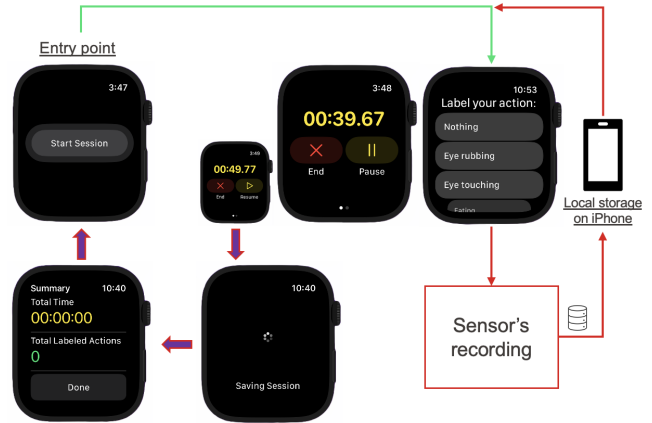 Entry point
3:47
Start Session
3:49
00:49.77
End
Resume
3:48
00:39.67
End
Pause
10:53
Label your action:
Nothing
Eye rubbing
Eye touching
Eating
Local storage
on iPhone
Summary
10:40
Total Time
00:00:00
Total Labeled Actions
0
Done
10:40
Saving Session
Sensor's
recording